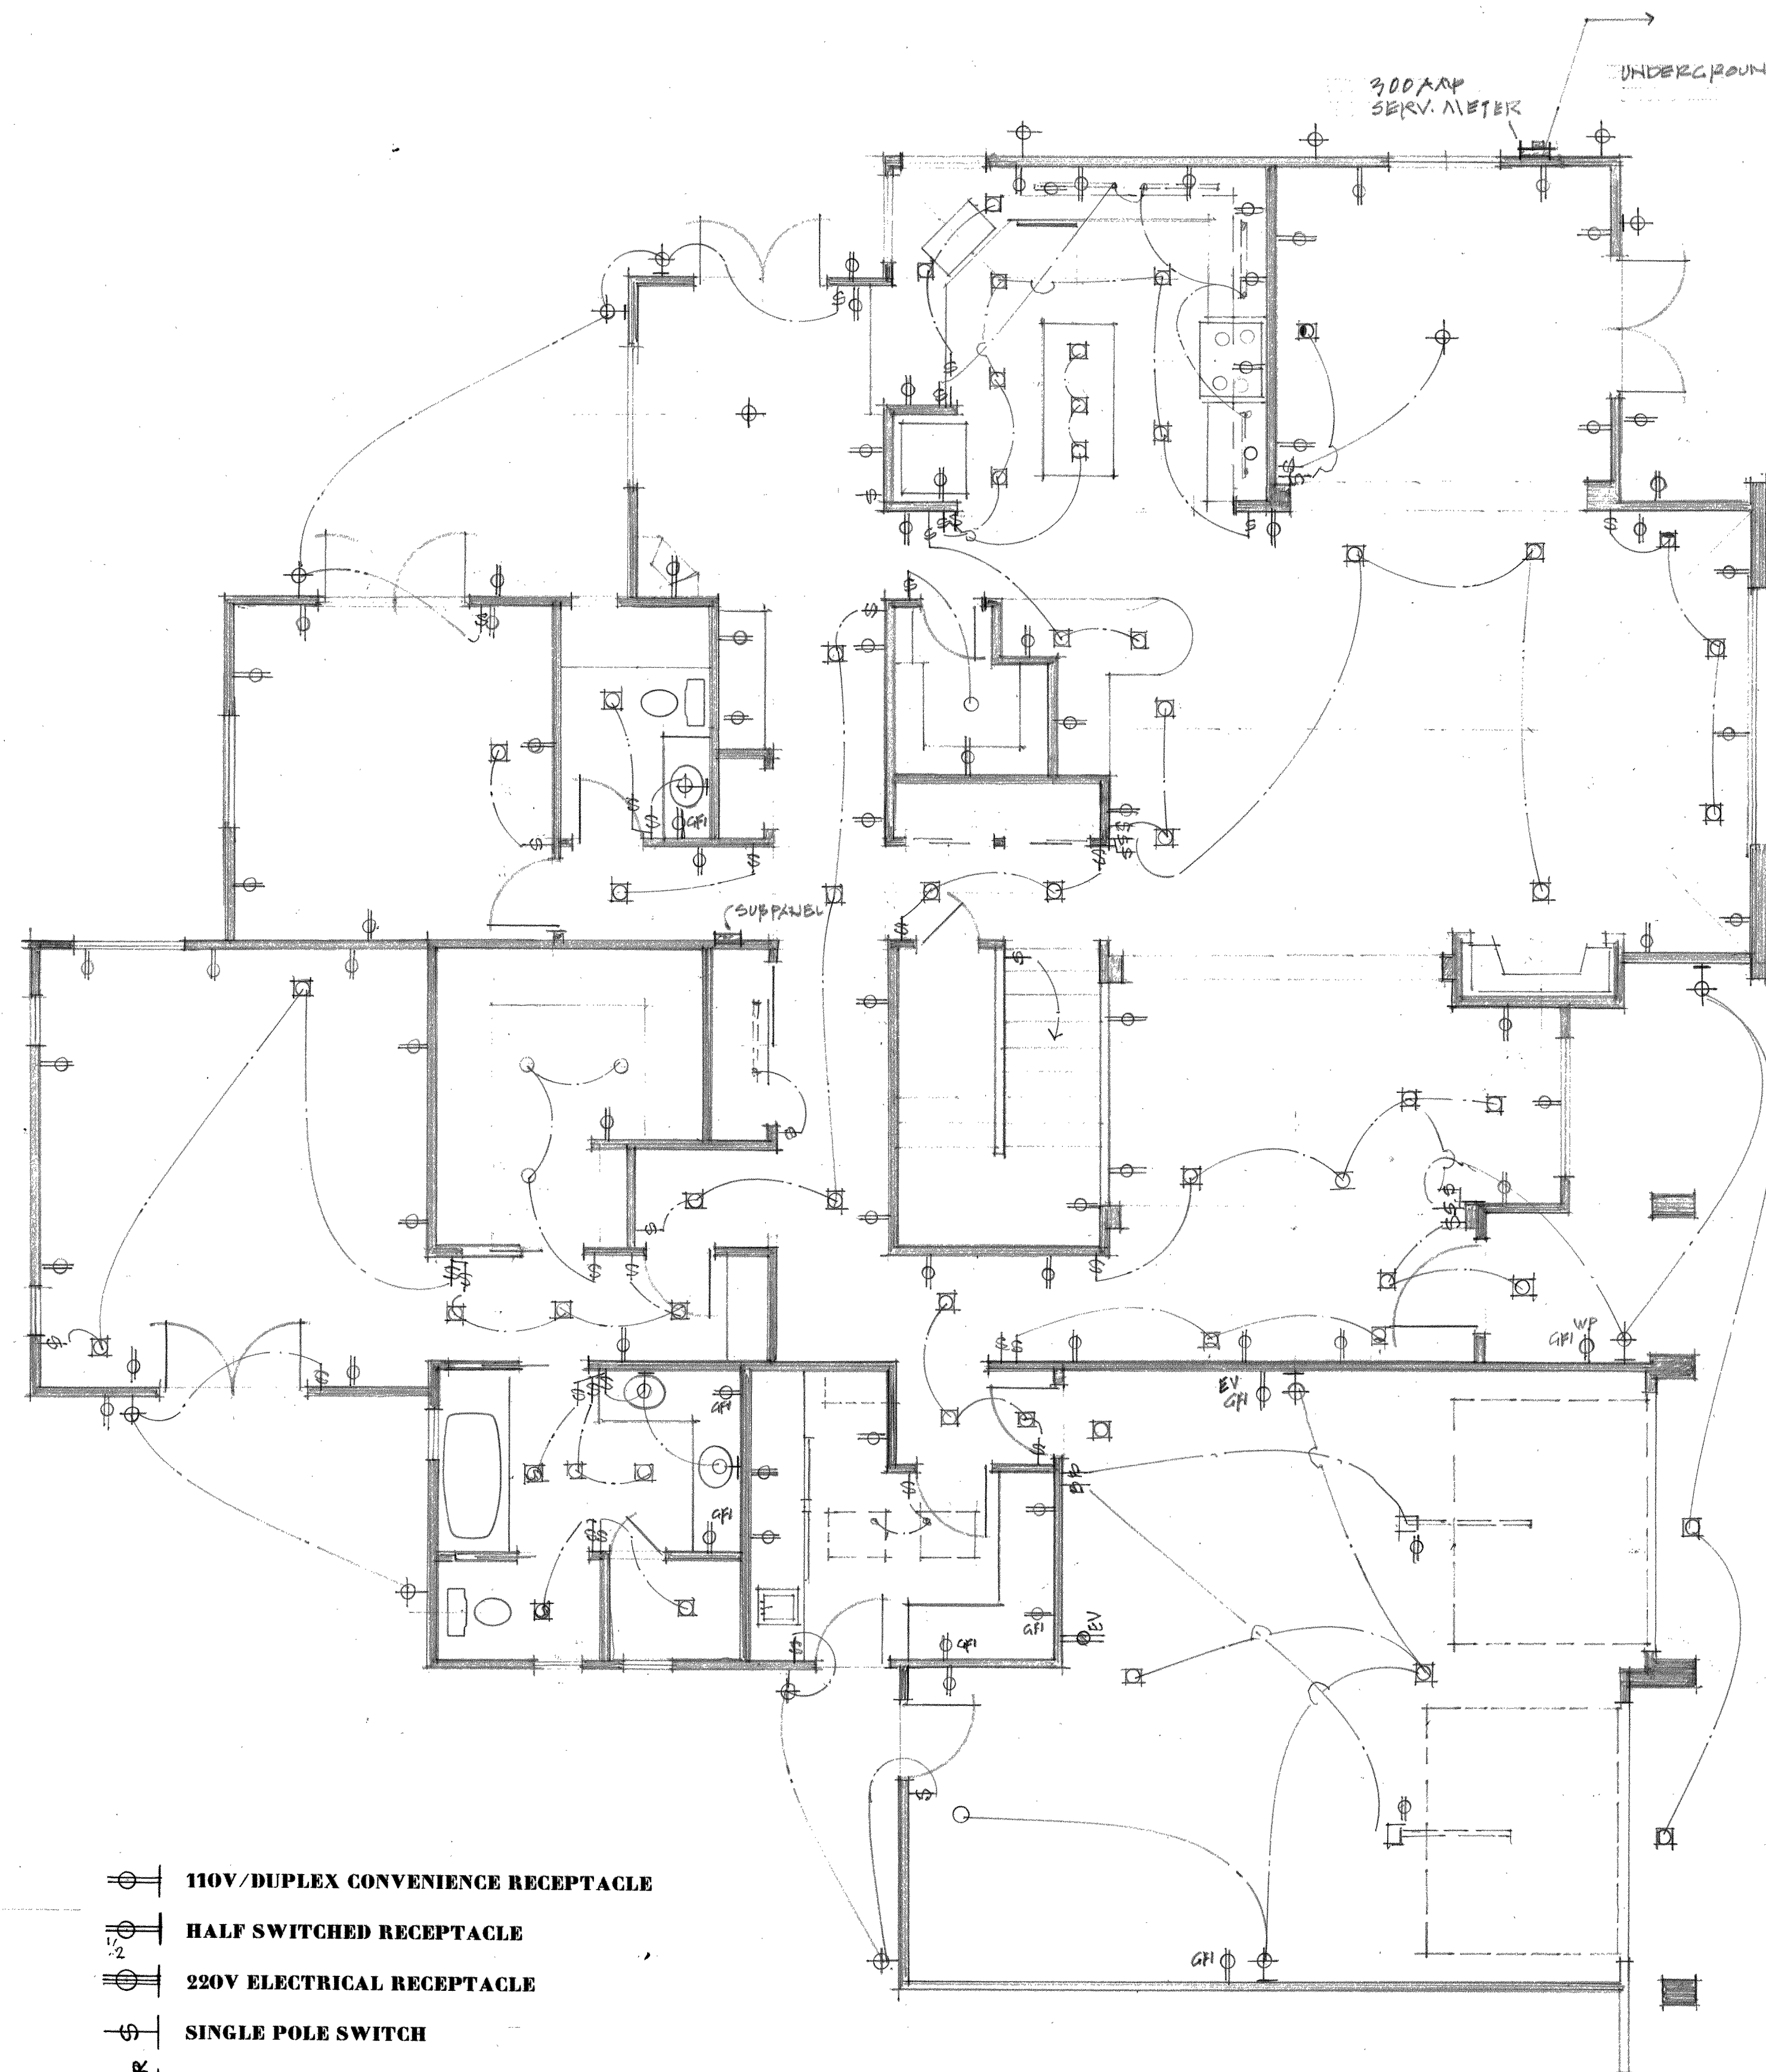 300 AMP
SERV. METER
UNDERGROUN
GFI
SUBPANEL
WP
GFI
EV
GFI
GFI
GFI
EV
GFI
GFI
GFI
110V/DUPLEX CONVENIENCE RECEPTACLE
HALF SWITCHED RECEPTACLE
1/2
220V ELECTRICAL RECEPTACLE
S SINGLE POLE SWITCH
R